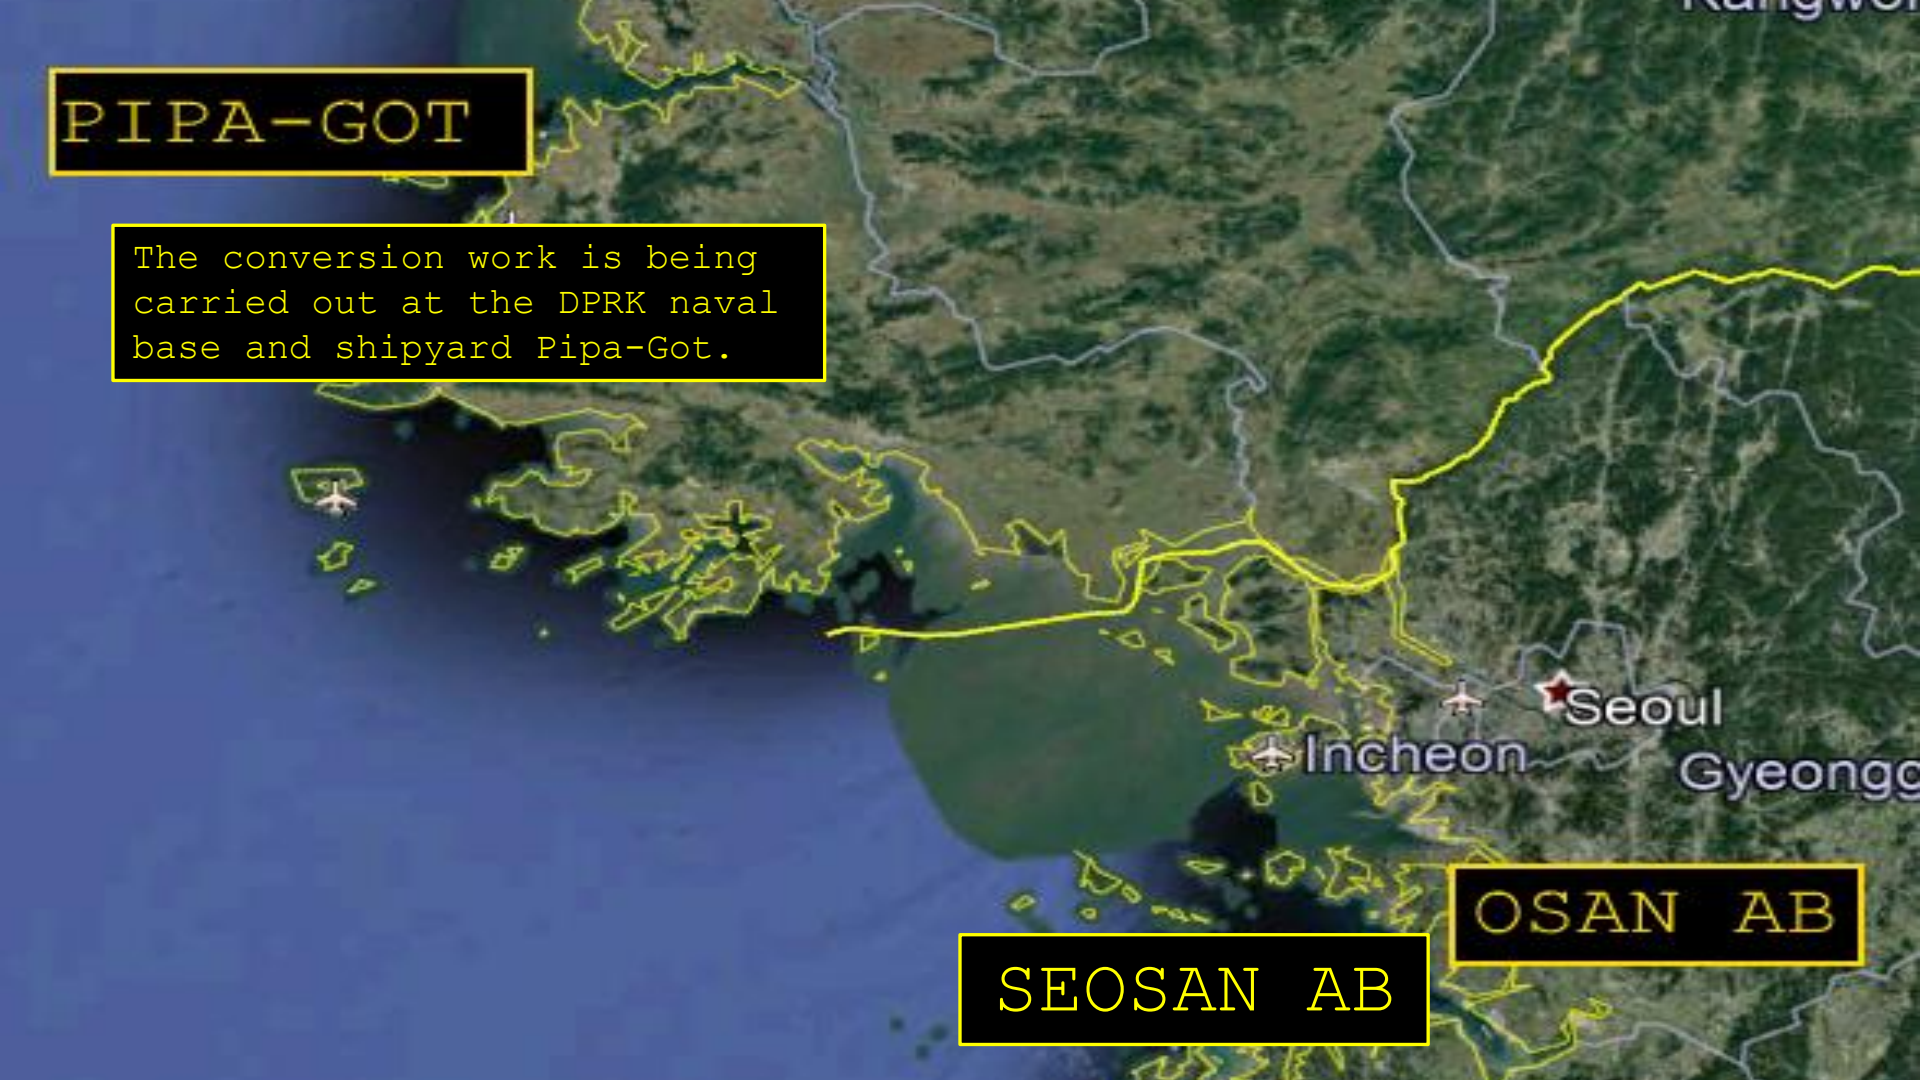 PIPA-GOT
The conversion work is being
carried out at the DPRK naval
base and shipyard Pipa-Got.
Seoul
Incheon
OSAN AB
SEOSAN AB